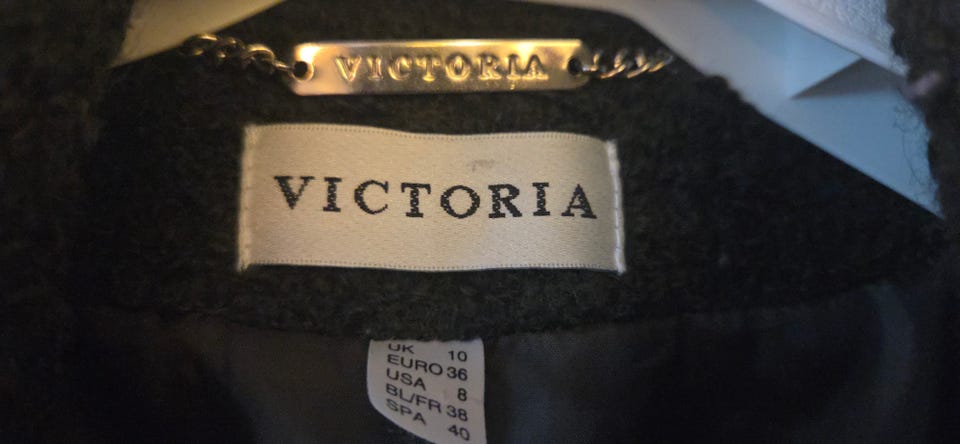 VICTORIA
VICTORIA
UK 10
EURO 36
USA 8
BL/FR 38
SPA 40